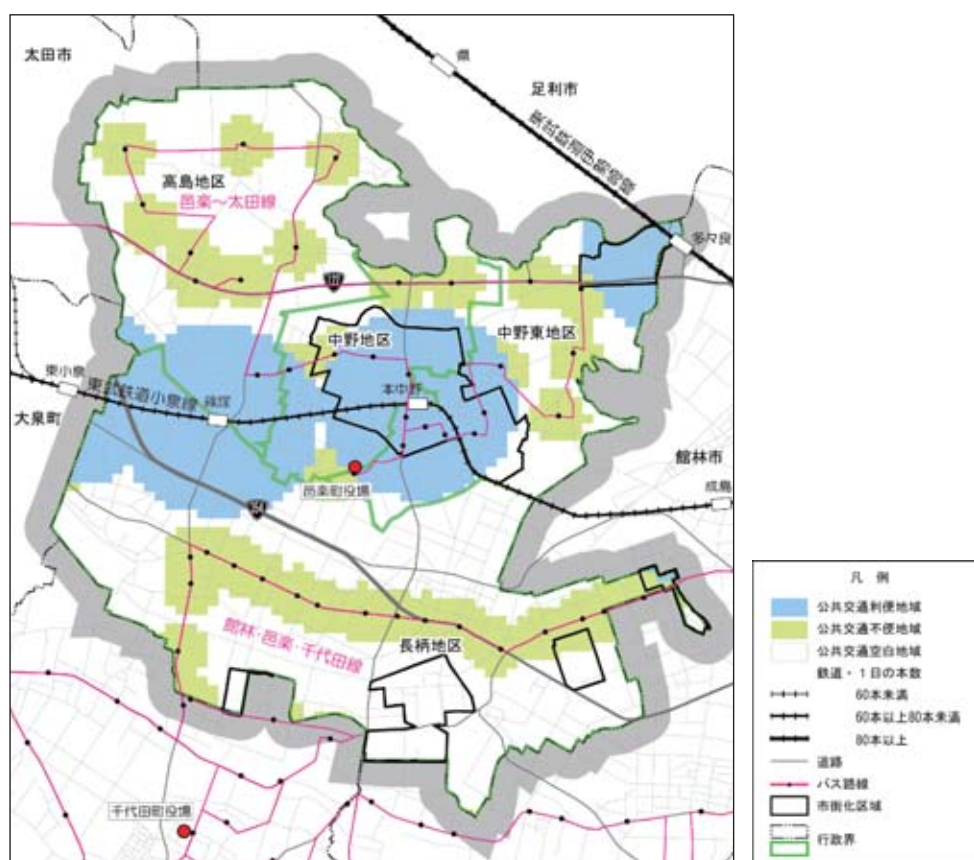 太田市
県
足利市
東武鉄道伊勢崎線
高島地区
邑楽～太田線
多々良
122
中野地区
中野東地区
東小泉
東武鉄道小泉線
篠塚
本中野
大泉町
館林市
邑楽町役場
成島
354
館林・邑楽・千代田線
長柄地区
千代田町役場
凡 例
公共交通利便地域
公共交通不便地域
公共交通空白地域
鉄道・1日の本数
60本未満
60本以上80本未満
80本以上
道路
バス路線
市街化区域
行政界